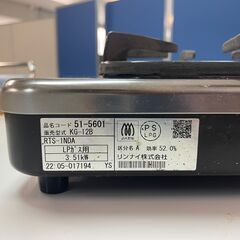 品名コード 51-5601
販売型式 KG-12B
RTS-1NDA
LPガス用
3.51kW
22.05-017194 YS
PS
LPG
区分名 A 効率 52.0%
リンナイ株式会社